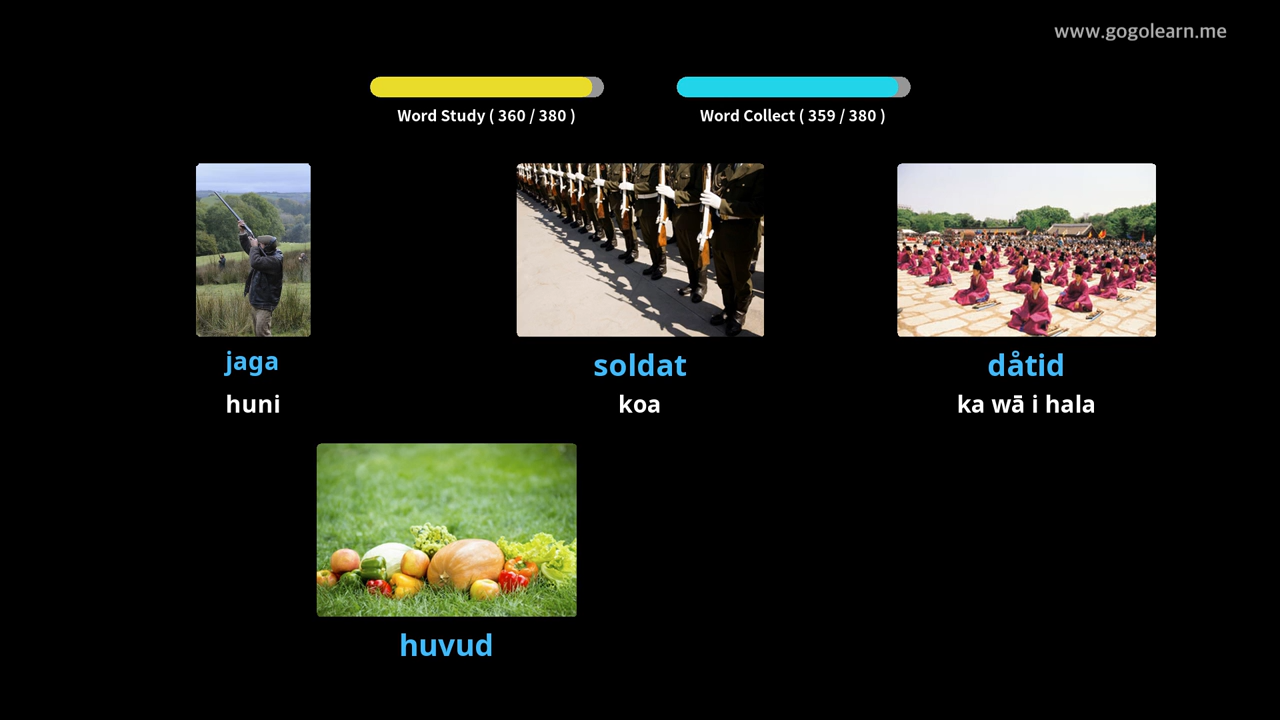 www.gogolearn.me
Word Study ( 360 / 380 )
Word Collect ( 359 / 380 )
jaga
huni
soldat
koa
dåtid
ka wā i hala
huvud